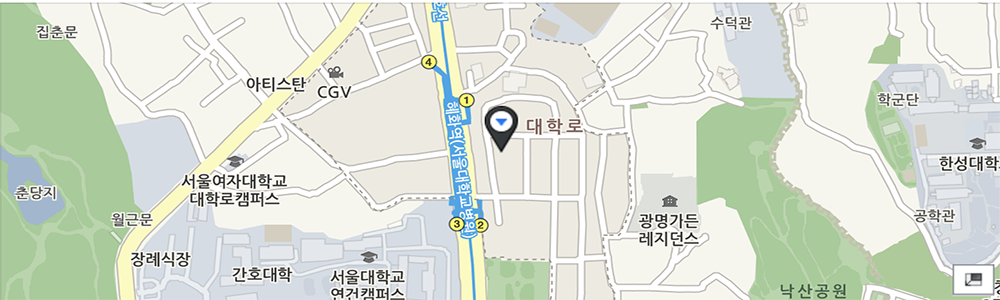 호선
수덕관
집춘문
4
아티스탄
CGV
1
학군단
해화역(서울대학교병원)
대학로
한성대학
서울여자대학교
대학로캠퍼스
춘당지
월근문
광명가든
레지던스
공학관
3
2
장례식장
간호대학
서울대학교
연건캠퍼스
낙산공원